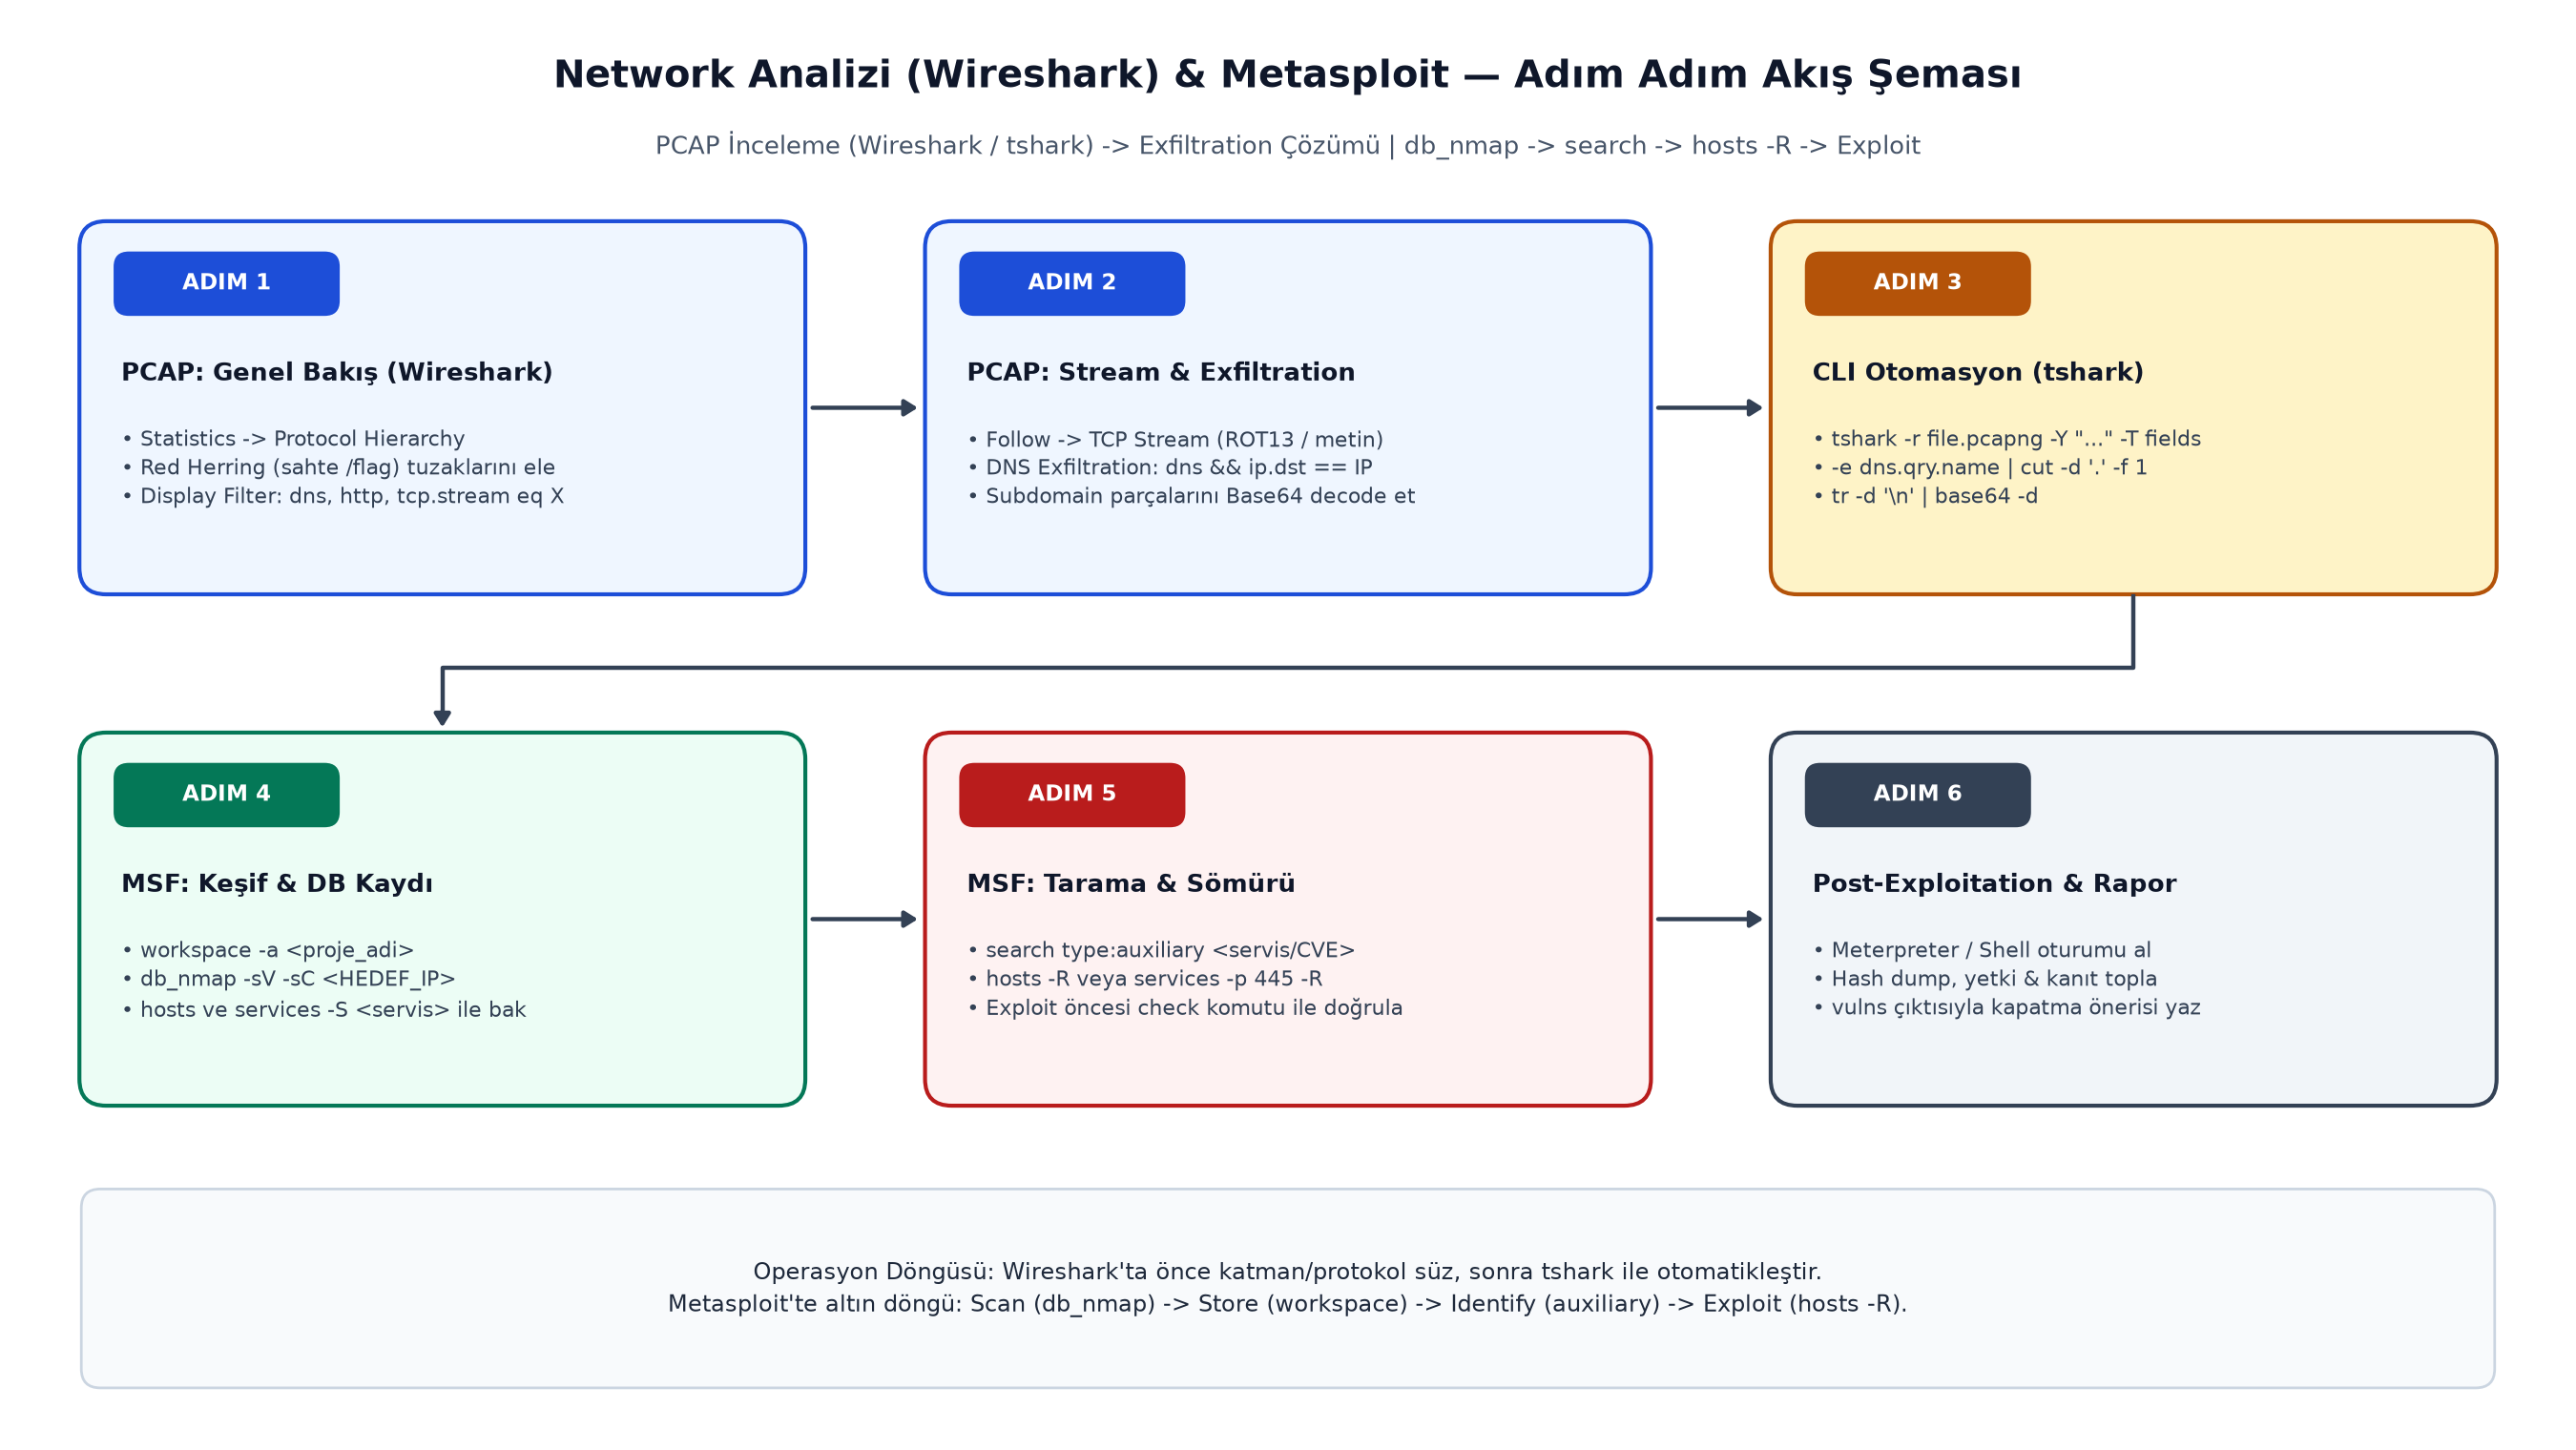 Network Analizi (Wireshark) & Metasploit — Adım Adım Akış Şeması
PCAP İnceleme (Wireshark / tshark) -> Exfiltration Çözümü | db_nmap -> search -> hosts -R -> Exploit
ADIM 1
PCAP: Genel Bakış (Wireshark)
• Statistics -> Protocol Hierarchy
• Red Herring (sahte /flag) tuzaklarını ele
• Display Filter: dns, http, tcp.stream eq X
ADIM 2
PCAP: Stream & Exfiltration
• Follow -> TCP Stream (ROT13 / metin)
• DNS Exfiltration: dns && ip.dst == IP
• Subdomain parçalarını Base64 decode et
ADIM 3
CLI Otomasyon (tshark)
• tshark -r file.pcapng -Y "..." -T fields
• -e dns.qry.name | cut -d '.' -f 1
• tr -d '\n' | base64 -d
ADIM 4
MSF: Keşif & DB Kaydı
• workspace -a <proje_adi>
• db_nmap -sV -sC <HEDEF_IP>
• hosts ve services -S <servis> ile bak
ADIM 5
MSF: Tarama & Sömürü
• search type:auxiliary <servis/CVE>
• hosts -R veya services -p 445 -R
• Exploit öncesi check komutu ile doğrula
ADIM 6
Post-Exploitation & Rapor
• Meterpreter / Shell oturumu al
• Hash dump, yetki & kanıt topla
• vulns çıktısıyla kapatma önerisi yaz
Operasyon Döngüsü: Wireshark'ta önce katman/protokol süz, sonra tshark ile otomatikleştir.
Metasploit'te altın döngü: Scan (db_nmap) -> Store (workspace) -> Identify (auxiliary) -> Exploit (hosts -R).